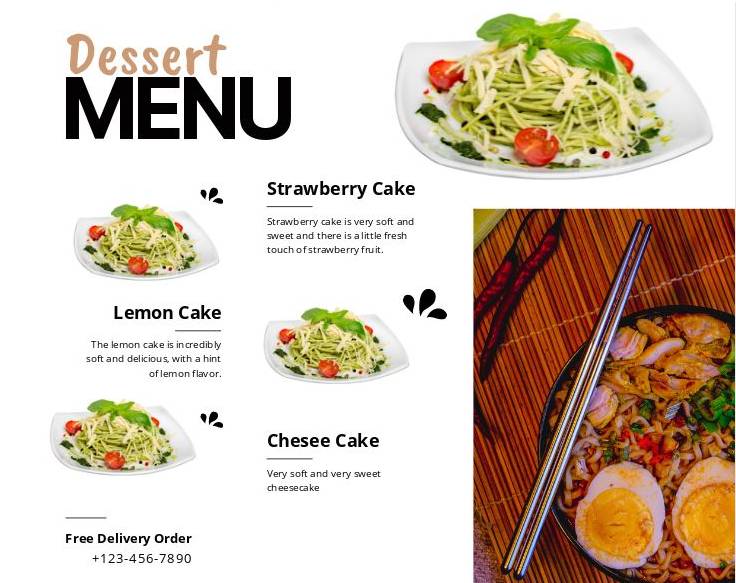 Dessert
MENU
Strawberry Cake
Strawberry cake is very soft and
sweet and there is a little fresh
touch of strawberry fruit.
Lemon Cake
The lemon cake is incredibly
soft and delicious, with a hint
of lemon flavor.
Chesee Cake
Very soft and very sweet
cheesecake
Free Delivery Order
+123-456-7890